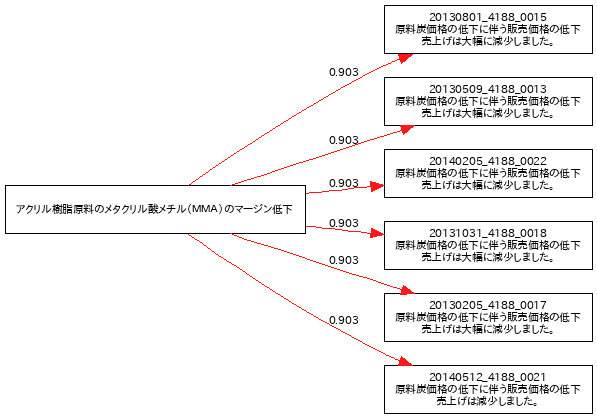 20130801_4188_0015
原料炭価格の低下に伴う販売価格の低下
売上げは大幅に減少しました。
0.903
20130509_4188_0013
原料炭価格の低下に伴う販売価格の低下
売上げは大幅に減少しました。
0.903
20140205_4188_0022
原料炭価格の低下に伴う販売価格の低下
売上げは大幅に減少しました。
0.903
アクリル樹脂原料のメタクリル酸メチル（MMA）のマージン低下
0.903
20131031_4188_0018
原料炭価格の低下に伴う販売価格の低下
売上げは大幅に減少しました。
0.903
20130205_4188_0017
原料炭価格の低下に伴う販売価格の低下
売上げは大幅に減少しました。
0.903
20140512_4188_0021
原料炭価格の低下に伴う販売価格の低下
売上げは減少しました。